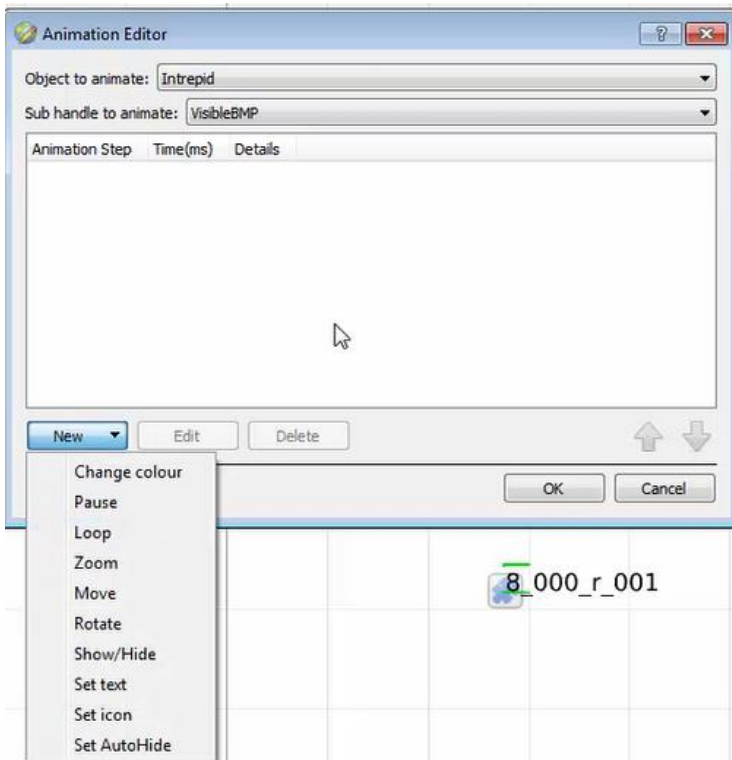 Animation Editor
Object to animate: Intrepid
Sub handle to animate: VisibleBMP
Animation Step Time(ms) Details
New Edit Delete
Change colour
Pause
Loop
Zoom
Move
Rotate
Show/Hide
Set text
Set icon
Set AutoHide
OK Cancel
8_000_r_001